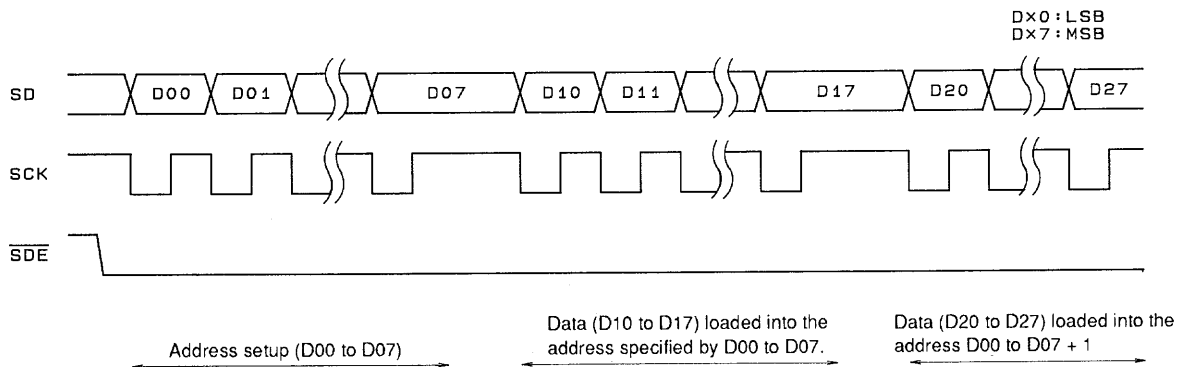 DX0:LSB
DX7:MSB
SD
D00
D01
D07
D10
D11
D17
D20
D27
SCK
SDE
Address setup (D00 to D07)
Data (D10 to D17) loaded into the
address specified by D00 to D07.
Data (D20 to D27) loaded into the
address D00 to D07 + 1